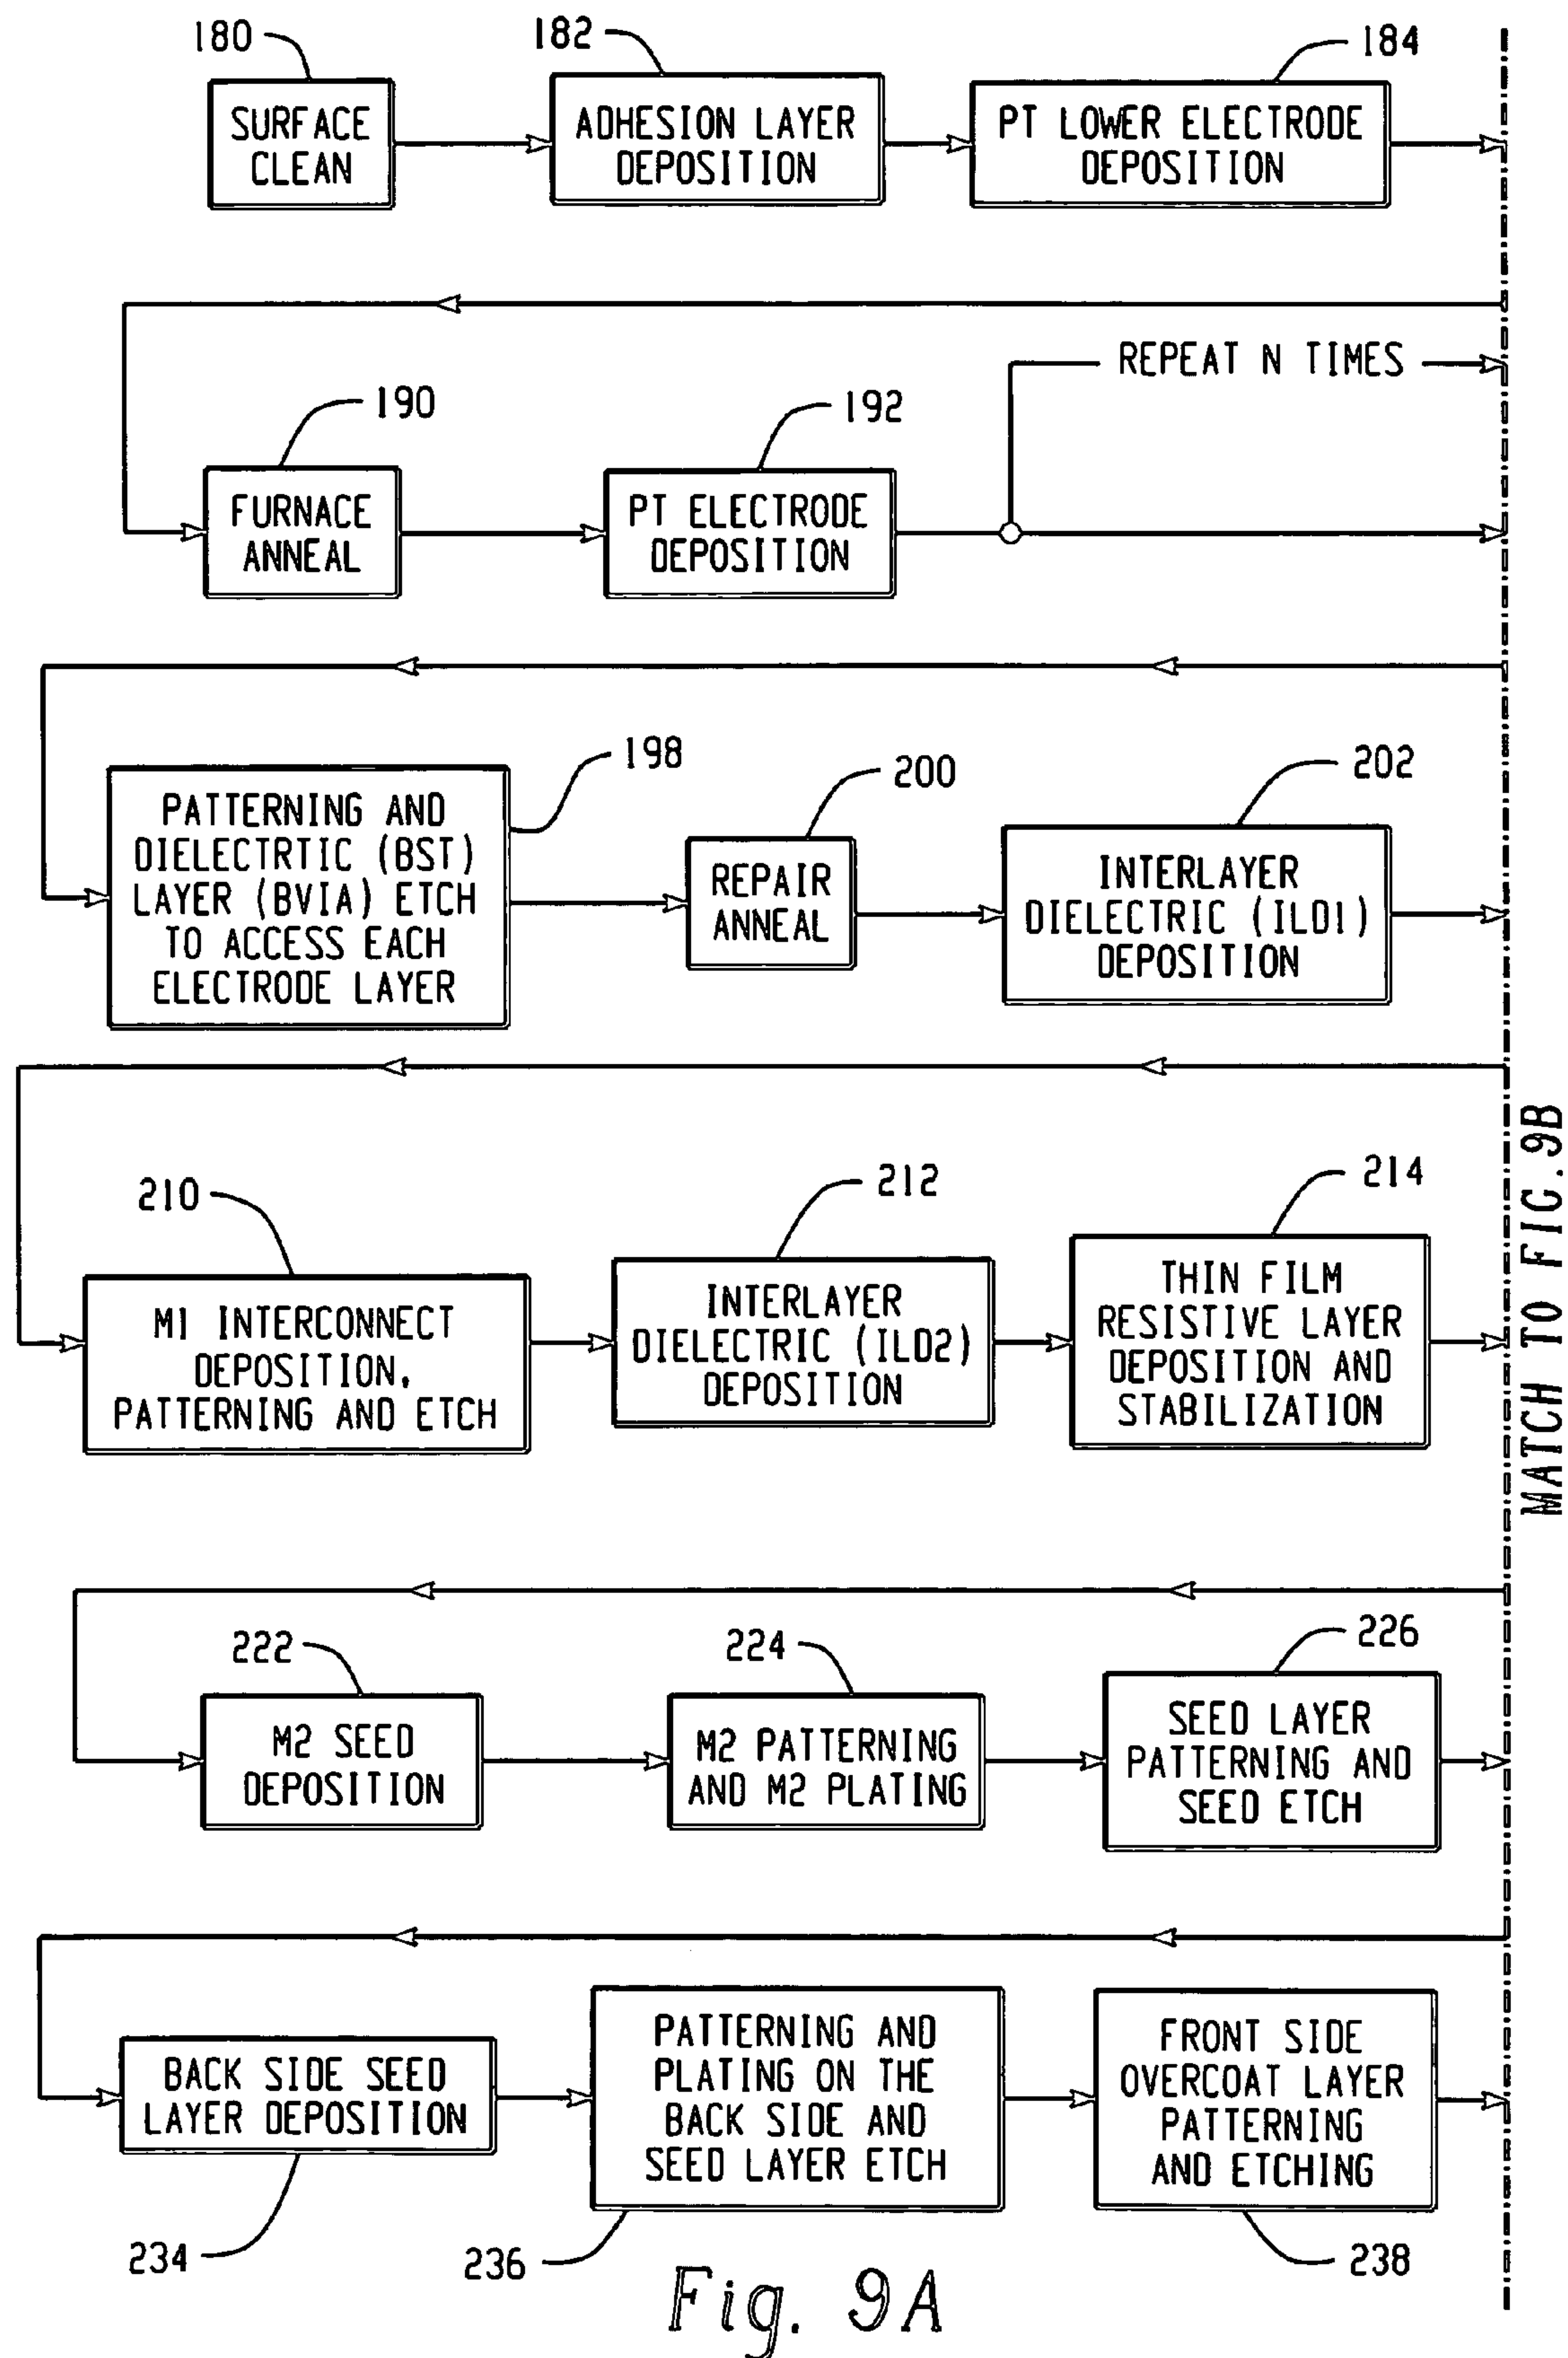 180
182
184
SURFACE
CLEAN
ADHESION LAYER
DEPOSITION
PT LOWER ELECTRODE
DEPOSITION
REPEAT N TIMES
190
192
FURNACE
ANNEAL
PT ELECTRODE
DEPOSITION
198
200
202
PATTERNING AND
DIELECTRTIC (BST)
LAYER (BVIA) ETCH
TO ACCESS EACH
ELECTRODE LAYER
REPAIR
ANNEAL
INTERLAYER
DIELECTRIC (ILD1)
DEPOSITION
210
212
214
M1 INTERCONNECT
DEPOSITION,
PATTERNING AND ETCH
INTERLAYER
DIELECTRIC (ILD2)
DEPOSITION
THIN FILM
RESISTIVE LAYER
DEPOSITION AND
STABILIZATION
MATCH TO FIG. 9B
222
224
226
M2 SEED
DEPOSITION
M2 PATTERNING
AND M2 PLATING
SEED LAYER
PATTERNING AND
SEED ETCH
BACK SIDE SEED
LAYER DEPOSITION
PATTERNING AND
PLATING ON THE
BACK SIDE AND
SEED LAYER ETCH
FRONT SIDE
OVERCOAT LAYER
PATTERNING
AND ETCHING
234
236
238
Fig. 9A